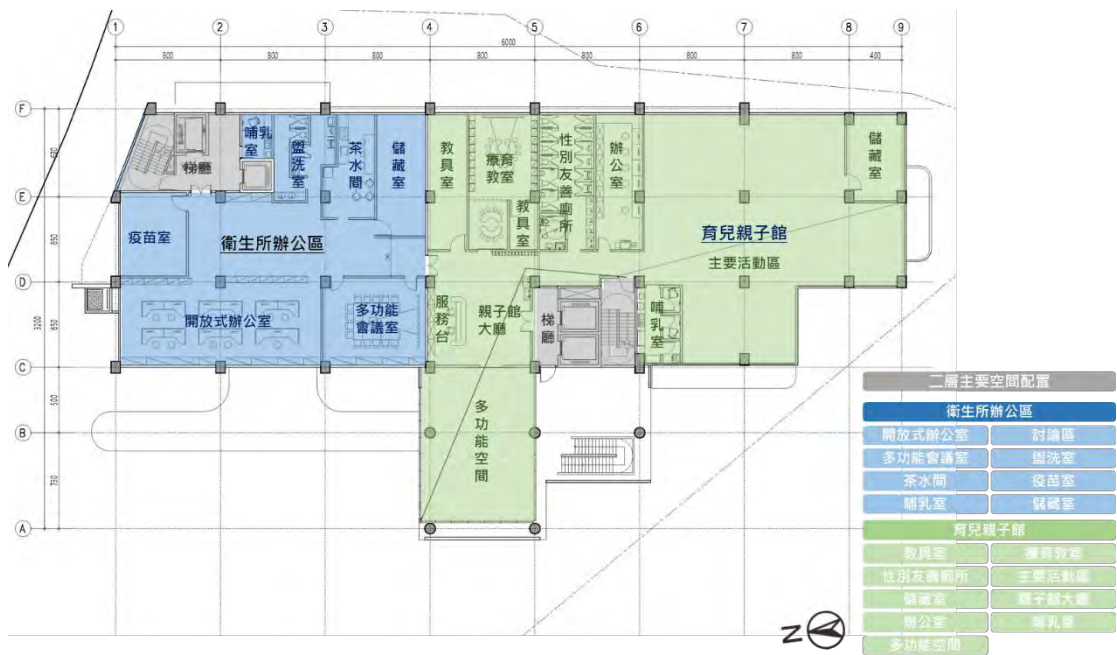 1 2 3 4 5 6 7 8 9
6000
800 800 800 800 800 800 800 400
F
E
D
C
B
A
3200
650
650
500
750
哺乳室
盥洗室
茶水間
儲藏室
教具室
療育教室
性別友善廁所
辦公室
儲藏室
梯廳
教具室
疫苗室
衛生所辦公區
育兒親子館
主要活動區
開放式辦公室
多功能會議室
服務台
親子館大廳
梯廳
哺乳室
多功能空間
二層主要空間配置
衛生所辦公區
開放式辦公室 討論區
多功能會議室 盥洗室
茶水間 疫苗室
哺乳室 儲藏室
育兒親子館
教具室 療育教室
性別友善廁所 主要活動區
儲藏室 親子館大廳
辦公室 哺乳室
多功能空間
N